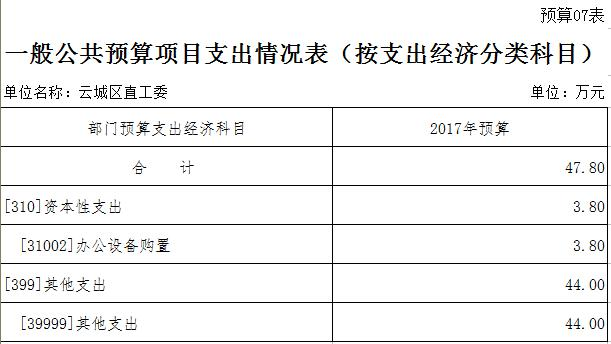 预算07表
一般公共预算项目支出情况表（按支出经济分类科目）
单位名称：云城区直工委 单位：万元
部门预算支出经济科目 2017年预算
合 计 47.80
[310]资本性支出 3.80
[31002]办公设备购置 3.80
[399]其他支出 44.00
[39999]其他支出 44.00